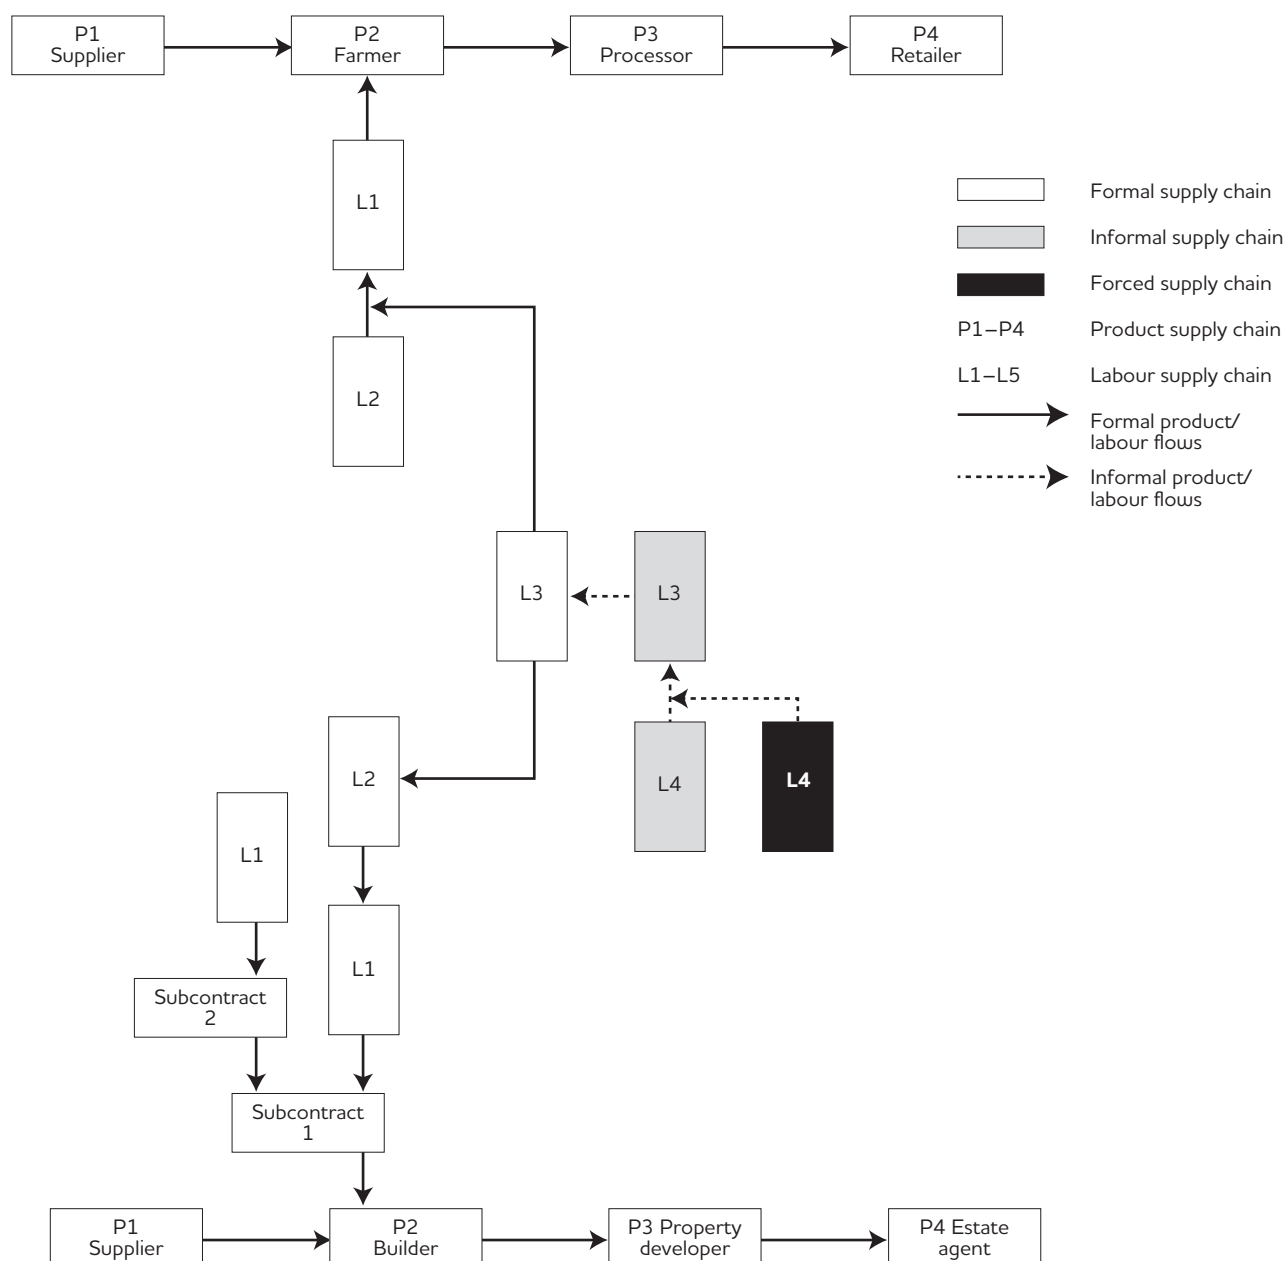 P1
Supplier
P2
Farmer
P3
Processor
P4
Retailer
L1
L2
Formal supply chain
Informal supply chain
Forced supply chain
P1–P4 Product supply chain
L1–L5 Labour supply chain
Formal product/
labour flows
Informal product/
labour flows
L3
L3
L4
L4
L2
L1
L1
Subcontract
2
Subcontract
1
P1
Supplier
P2
Builder
P3 Property
developer
P4 Estate
agent